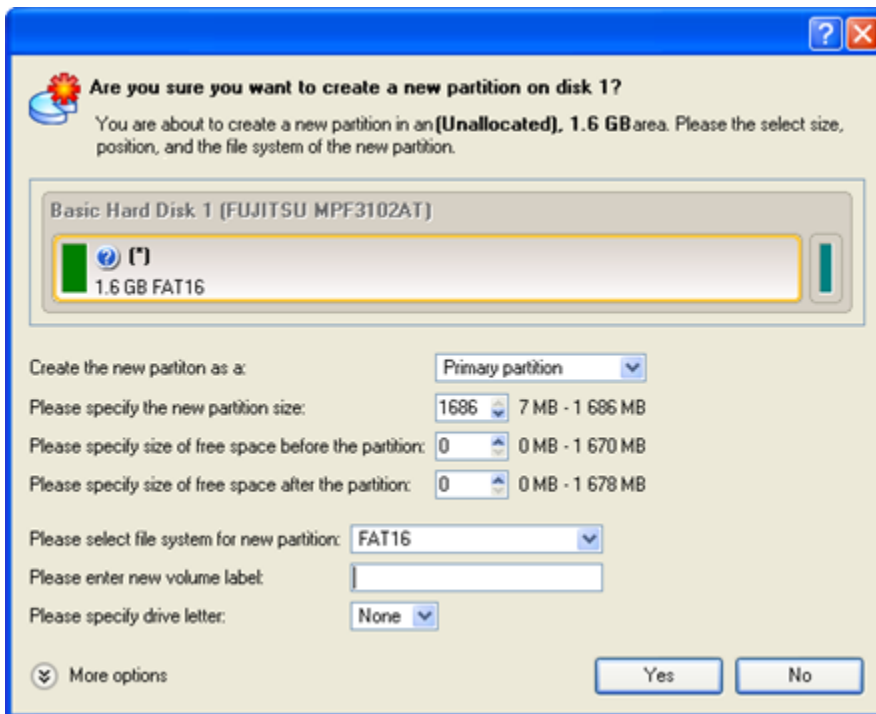 Are you sure you want to create a new partition on disk 1?
You are about to create a new partition in an (Unallocated), 1.6 GB area. Please the select size,
position, and the file system of the new partition.
Basic Hard Disk 1 (FUJITSU MPF3102AT)
(*)
1.6 GB FAT16
Create the new partiton as a: Primary partition
Please specify the new partition size: 1686 7 MB - 1 686 MB
Please specify size of free space before the partition: 0 0 MB - 1 670 MB
Please specify size of free space after the partition: 0 0 MB - 1 678 MB
Please select file system for new partition: FAT16
Please enter new volume label:
Please specify drive letter: None
More options Yes No